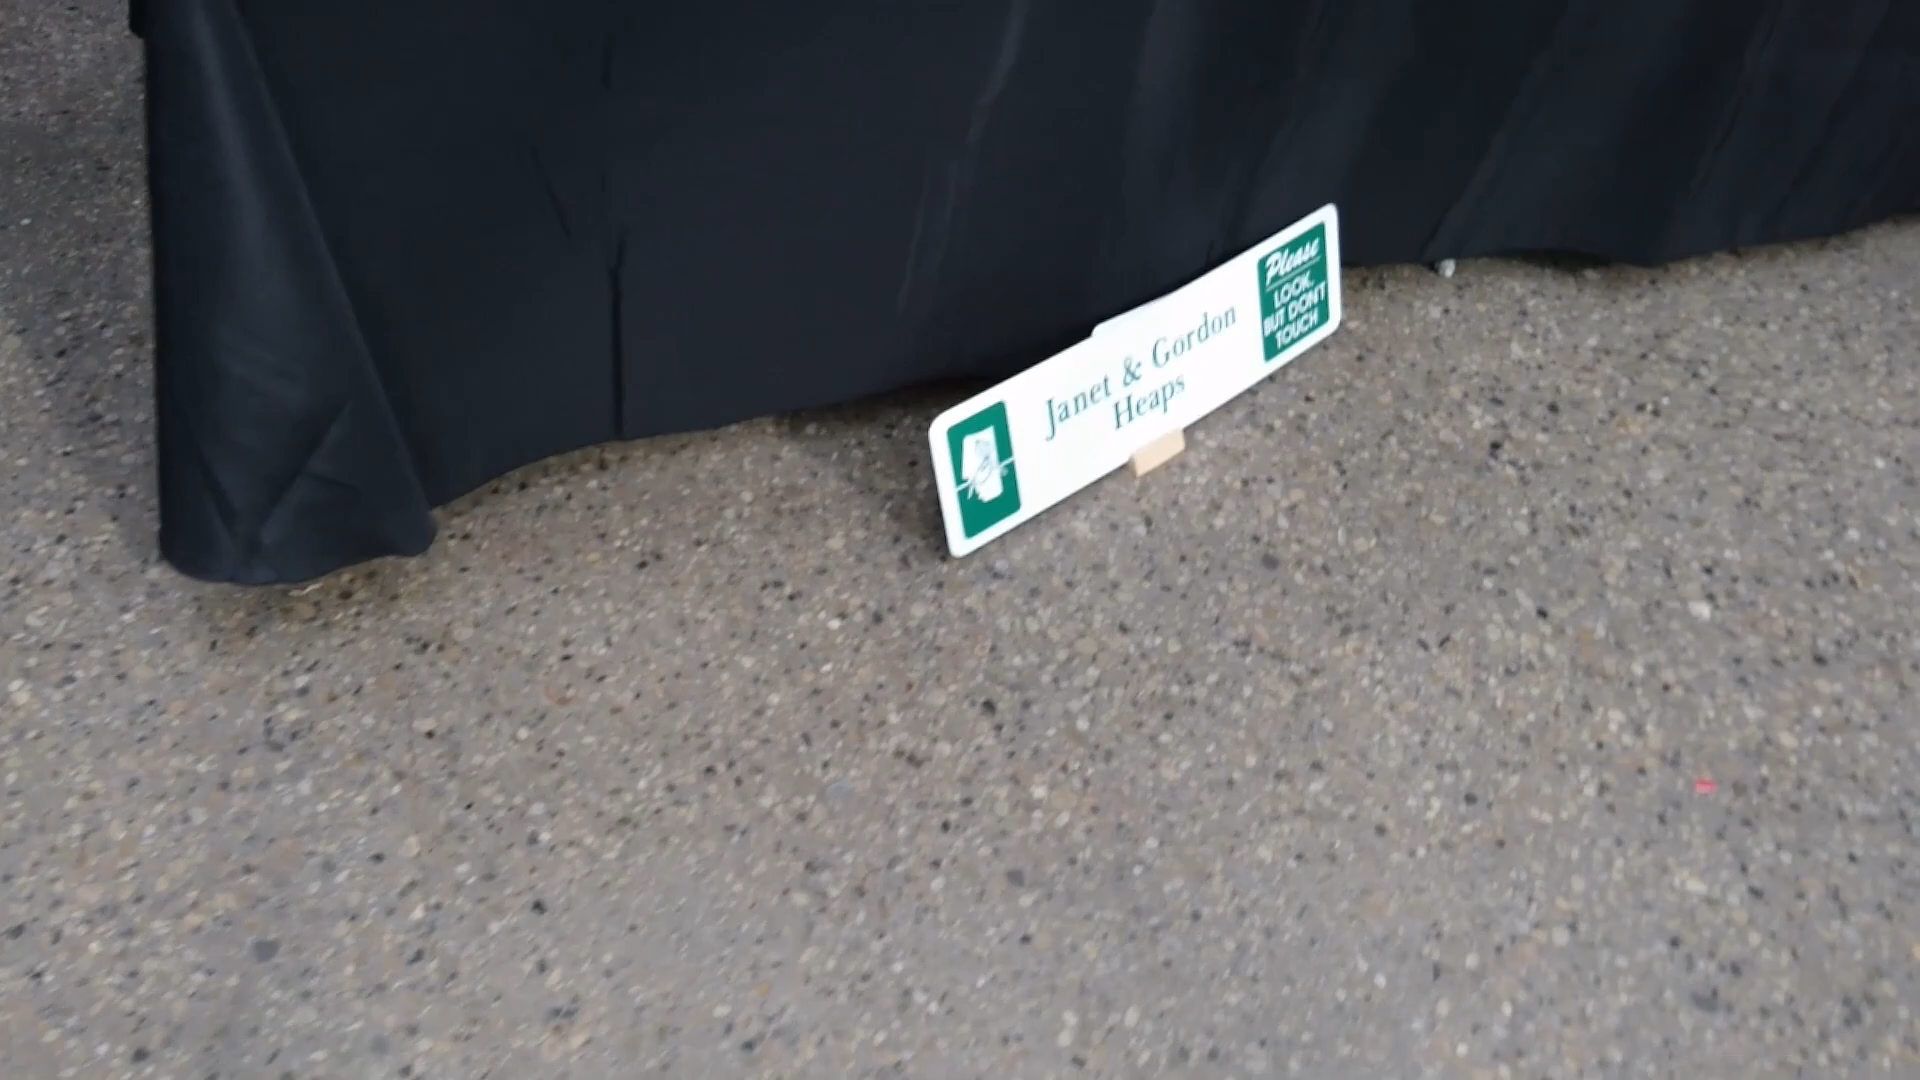 Janet & Gordon
Heaps
Please
LOOK,
BUT DON'T
TOUCH